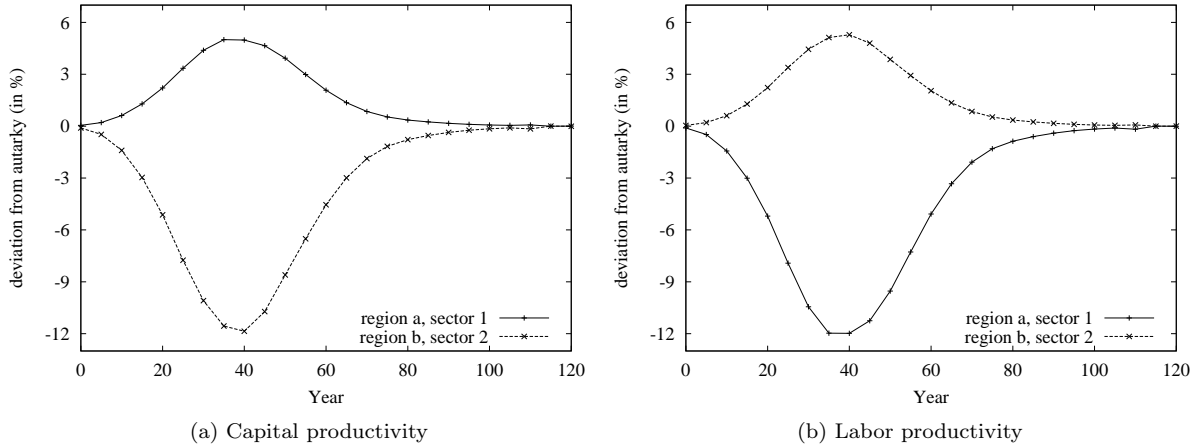 deviation from autarky (in %)
6
3
0
-3
-6
-9
-12
region a, sector 1
region b, sector 2
0 20 40 60 80 100 120
Year
(a) Capital productivity
deviation from autarky (in %)
6
3
0
-3
-6
-9
-12
region a, sector 1
region b, sector 2
0 20 40 60 80 100 120
Year
(b) Labor productivity